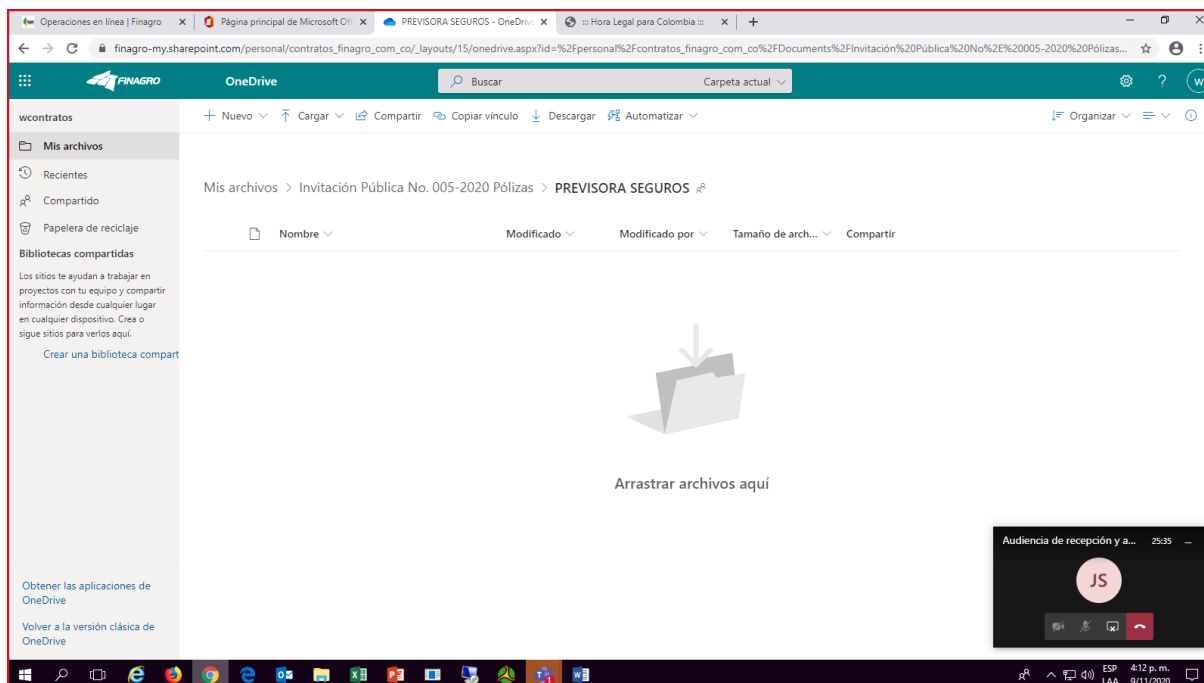 Operaciones en línea | Finagro
Página principal de Microsoft Off
PREVISORA SEGUROS - OneDrive
::: Hora Legal para Colombia :::
finagro-my.sharepoint.com/personal/contratos_finagro_com_co/_layouts/15/onedrive.aspx?id=%2Fpersonal%2Fcontratos_finagro_com_co%2FDocuments%2FInvitación%20Pública%20No%2E%20005-2020%20Pólizas...
FINAGRO
OneDrive
Buscar
Carpeta actual
?
W
wcontratos
Nuevo
Cargar
Compartir
Copiar vínculo
Descargar
Automatizar
Organizar
Mis archivos
Recientes
Compartido
Papelera de reciclaje
Bibliotecas compartidas
Los sitios te ayudan a trabajar en
proyectos con tu equipo y compartir
información desde cualquier lugar
en cualquier dispositivo. Crea o
sigue sitios para verlos aquí.
Crear una biblioteca compart
Obtener las aplicaciones de
OneDrive
Volver a la versión clásica de
OneDrive
Mis archivos > Invitación Pública No. 005-2020 Pólizas > PREVISORA SEGUROS
Nombre
Modificado
Modificado por
Tamaño de arch...
Compartir
Arrastrar archivos aquí
Audiencia de recepción y a...
25:35
JS
ESP
LAA
4:12 p. m.
9/11/2020